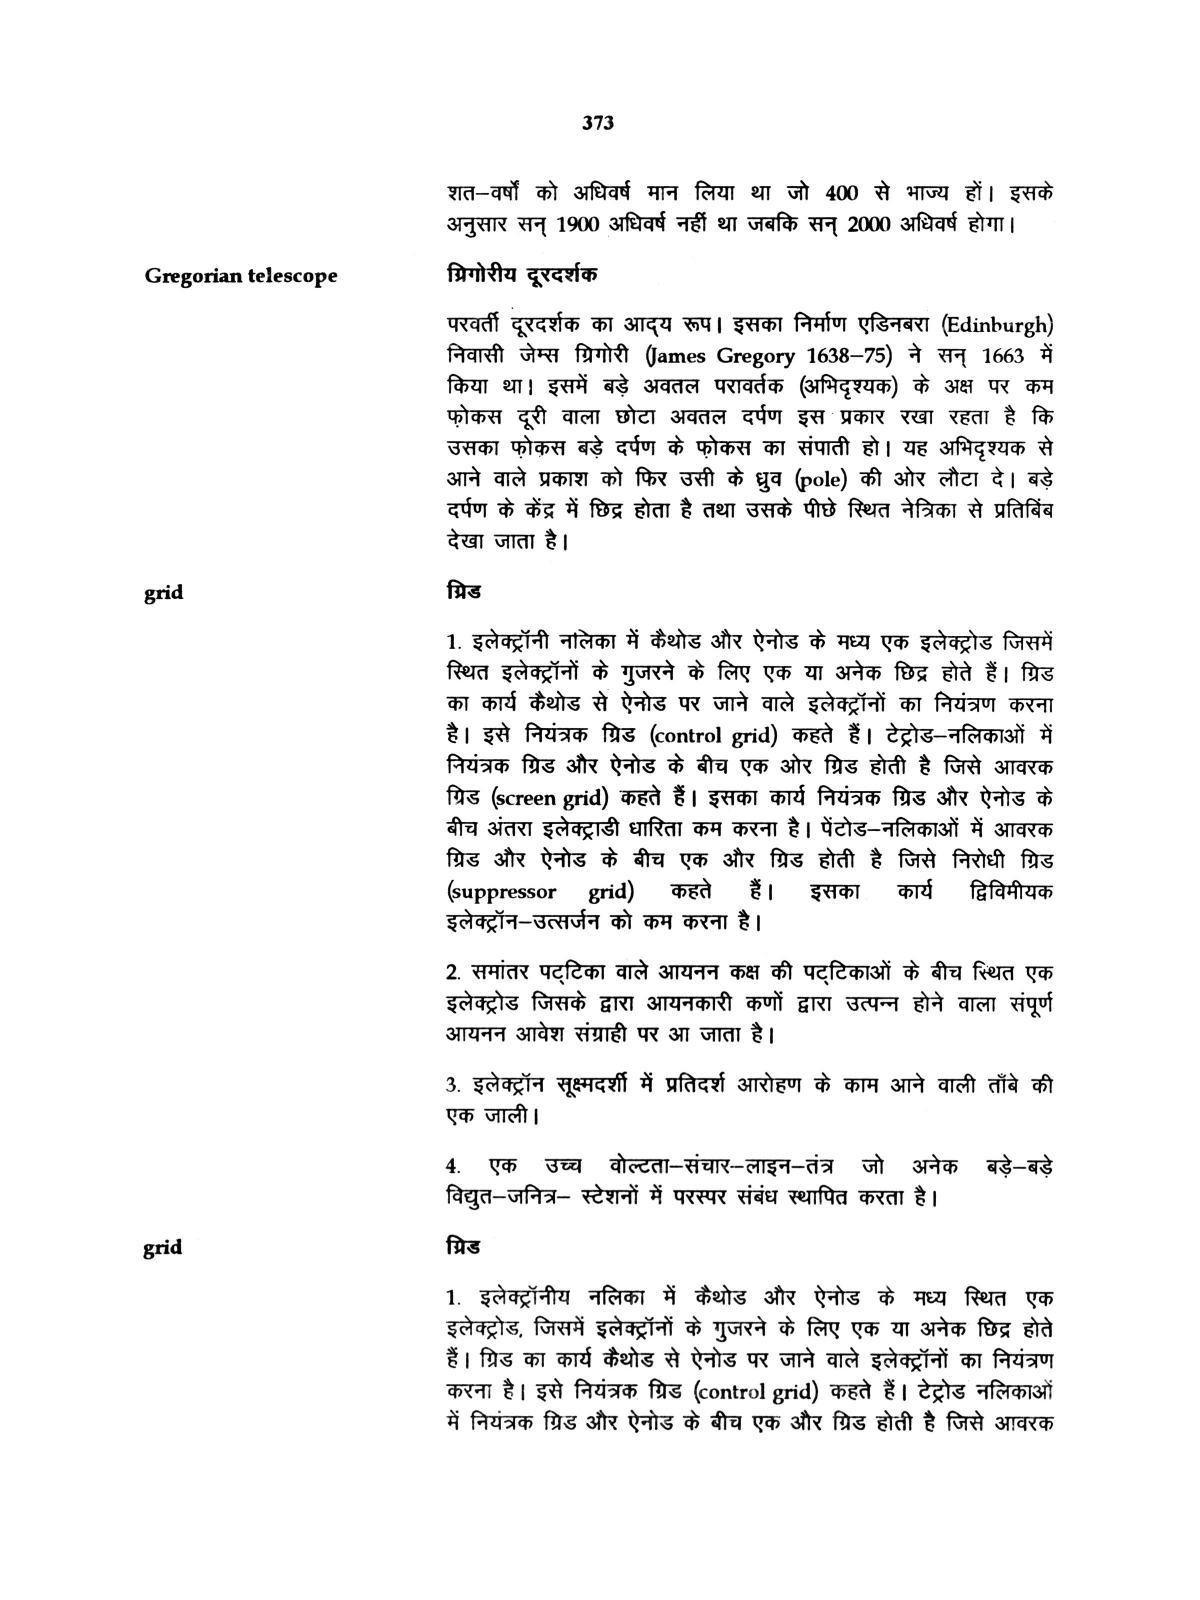 373
शत–वर्षों को अधिवर्ष मान लिया था जो 400 से भाज्य हों। इसके
अनुसार सन् 1900 अधिवर्ष नहीं था जबकि सन् 2000 अधिवर्ष होगा।
Gregorian telescope ग्रिगोरीय दूरदर्शक
परवर्ती दूरदर्शक का आद्‌य रूप। इसका निर्माण एडिनबरा (Edinburgh)
निवासी जेम्स ग्रिगोरी (James Gregory 1638–75) ने सन् 1663 में
किया था। इसमें बड़े अवतल परावर्तक (अभिदृश्यक) के अक्ष पर कम
फ़ोकस दूरी वाला छोटा अवतल दर्पण इस प्रकार रखा रहता है कि
उसका फ़ोकस बड़े दर्पण के फ़ोकस का संपाती हो। यह अभिदृश्यक से
आने वाले प्रकाश को फिर उसी के ध्रुव (pole) की ओर लौटा दे। बड़े
दर्पण के केंद्र में छिद्र होता है तथा उसके पीछे स्थित नेत्रिका से प्रतिबिंब
देखा जाता है।
grid ग्रिड
1. इलेक्ट्रॉनी नलिका में कैथोड और ऐनोड के मध्य एक इलेक्ट्रोड जिसमें
स्थित इलेक्ट्रॉनों के गुजरने के लिए एक या अनेक छिद्र होते हैं। ग्रिड
का कार्य कैथोड से ऐनोड पर जाने वाले इलेक्ट्रॉनों का नियंत्रण करना
है। इसे नियंत्रक ग्रिड (control grid) कहते हैं। टेट्रोड–नलिकाओं में
नियंत्रक ग्रिड और ऐनोड के बीच एक ओर ग्रिड होती है जिसे आवरक
ग्रिड (screen grid) कहते हैं। इसका कार्य नियंत्रक ग्रिड और ऐनोड के
बीच अंतरा इलेक्ट्राडी धारिता कम करना है। पेंटोड–नलिकाओं में आवरक
ग्रिड और ऐनोड के बीच एक और ग्रिड होती है जिसे निरोधी ग्रिड
(suppressor grid) कहते हैं। इसका कार्य द्विविमीयक
इलेक्ट्रॉन–उत्सर्जन को कम करना है।
2. समांतर पट्‌टिका वाले आयनन कक्ष की पट्‌टिकाओं के बीच स्थित एक
इलेक्ट्रोड जिसके द्वारा आयनकारी कणों द्वारा उत्पन्न होने वाला संपूर्ण
आयनन आवेश संग्राही पर आ जाता है।
3. इलेक्ट्रॉन सूक्ष्मदर्शी में प्रतिदर्श आरोहण के काम आने वाली ताँबे की
एक जाली।
4. एक उच्च वोल्टता–संचार–लाइन–तंत्र जो अनेक बड़े–बड़े
विद्युत–जनित्र– स्टेशनों में परस्पर संबंध स्थापित करता है।
grid ग्रिड
1. इलेक्ट्रॉनीय नलिका में कैथोड और ऐनोड के मध्य स्थित एक
इलेक्ट्रोड, जिसमें इलेक्ट्रॉनों के गुजरने के लिए एक या अनेक छिद्र होते
हैं। ग्रिड का कार्य कैथोड से ऐनोड पर जाने वाले इलेक्ट्रॉनों का नियंत्रण
करना है। इसे नियंत्रक ग्रिड (control grid) कहते हैं। टेट्रोड नलिकाओं
में नियंत्रक ग्रिड और ऐनोड के बीच एक और ग्रिड होती है जिसे आवरक